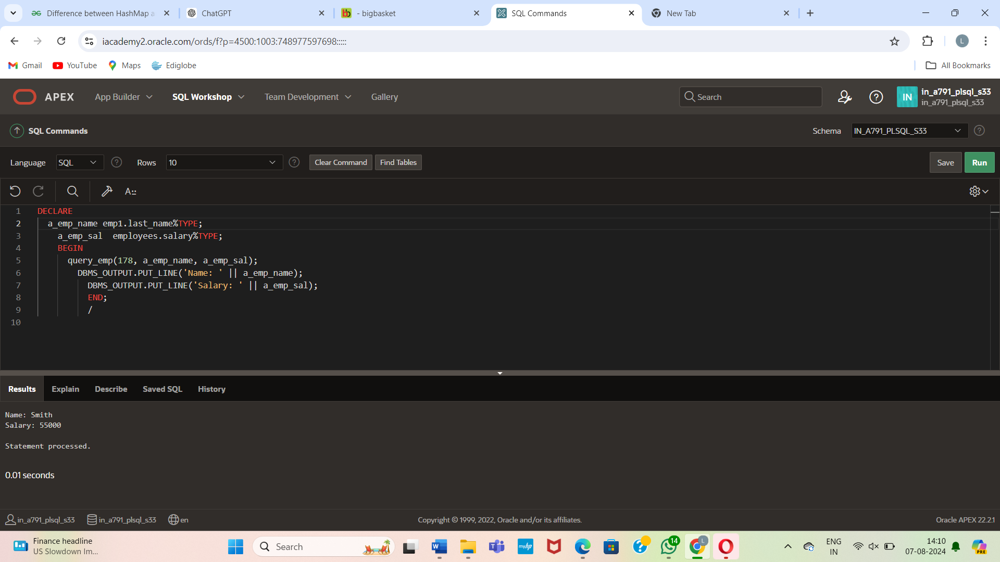 Difference between HashMap a
ChatGPT
- bigbasket
SQL Commands
New Tab
iacademy2.oracle.com/ords/f?p=4500:1003:748977597698:::::
L
Gmail
YouTube
Maps
Ediglobe
All Bookmarks
APEX
App Builder
SQL Workshop
Team Development
Gallery
Search
IN
in_a791_plsql_s33
in_a791_plsql_s33
SQL Commands
Schema
IN_A791_PLSQL_S33
Language
SQL
Rows
10
Clear Command
Find Tables
Save
Run
1 DECLARE
2 a_emp_name emp1.last_name%TYPE;
3 a_emp_sal  employees.salary%TYPE;
4 BEGIN
5 query_emp(178, a_emp_name, a_emp_sal);
6 DBMS_OUTPUT.PUT_LINE('Name: ' || a_emp_name);
7 DBMS_OUTPUT.PUT_LINE('Salary: ' || a_emp_sal);
8 END;
9 /
10
Results
Explain
Describe
Saved SQL
History
Name: Smith
Salary: 55000
Statement processed.
0.01 seconds
in_a791_plsql_s33
in_a791_plsql_s33
en
Copyright © 1999, 2022, Oracle and/or its affiliates.
Oracle APEX 22.2.1
Finance headline
US Slowdown Im...
Search
14
L
ENG
IN
14:10
07-08-2024
PRE